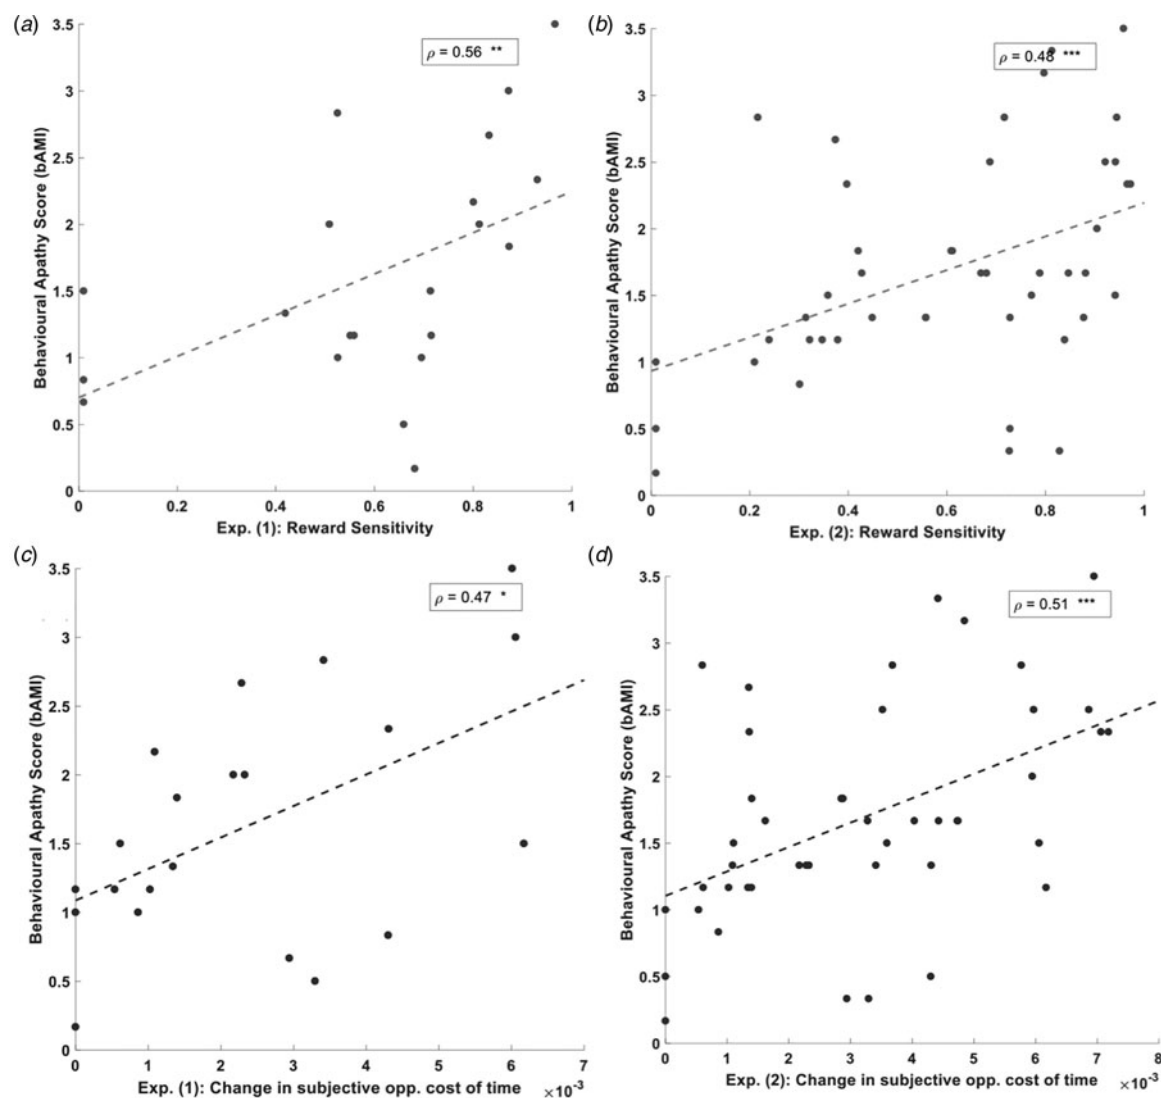 (a)
3.5
ρ = 0.56 **
3
2.5
2
1.5
1
0.5
0
Behavioural Apathy Score (bAMI)
0 0.2 0.4 0.6 0.8 1
Exp. (1): Reward Sensitivity
(b)
3.5
ρ = 0.48 ***
3
2.5
2
1.5
1
0.5
0
Behavioural Apathy Score (bAMI)
0 0.2 0.4 0.6 0.8 1
Exp. (2): Reward Sensitivity
(c)
3.5
ρ = 0.47 *
3
2.5
2
1.5
1
0.5
0
Behavioural Apathy Score (bAMI)
0 1 2 3 4 5 6 7
Exp. (1): Change in subjective opp. cost of time ×10-3
(d)
3.5
ρ = 0.51 ***
3
2.5
2
1.5
1
0.5
0
Behavioural Apathy Score (bAMI)
0 1 2 3 4 5 6 7 8
Exp. (2): Change in subjective opp. cost of time ×10-3